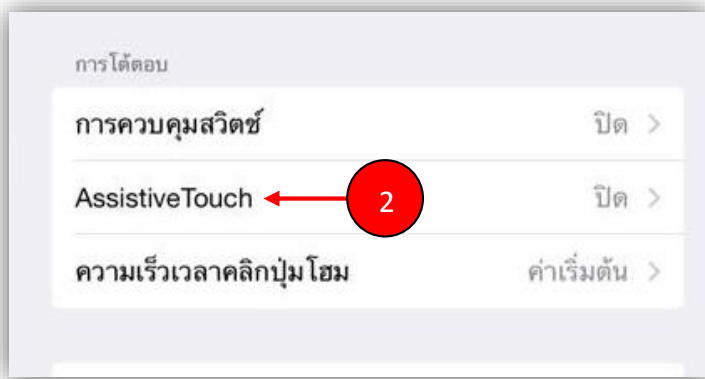 การโต้ตอบ
การควบคุมสวิตช์ ปิด >
AssistiveTouch 2 ปิด >
ความเร็วเวลาคลิกปุ่มโฮม ค่าเริ่มต้น >